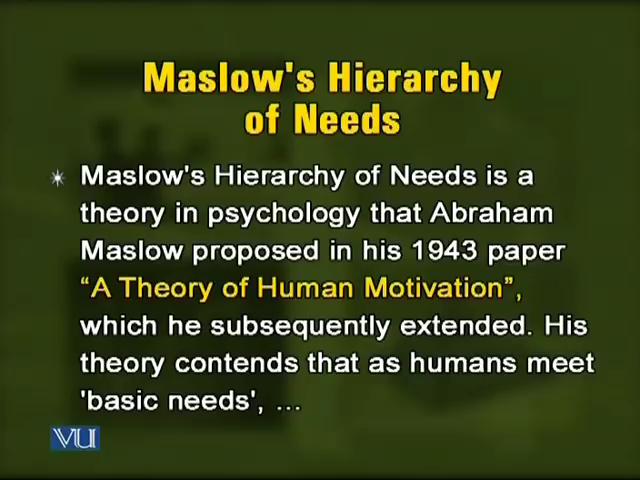 Maslow's Hierarchy
of Needs
Maslow's Hierarchy of Needs is a
theory in psychology that Abraham
Maslow proposed in his 1943 paper
“A Theory of Human Motivation”,
which he subsequently extended. His
theory contends that as humans meet
'basic needs', ...
VU